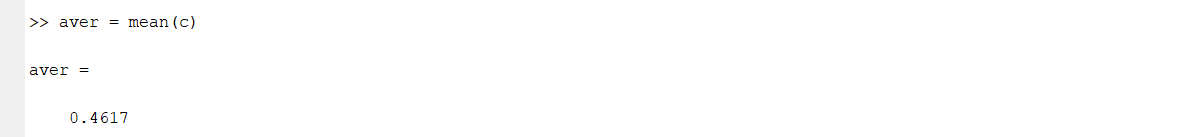 >> aver = mean(c)
aver =
0.4617